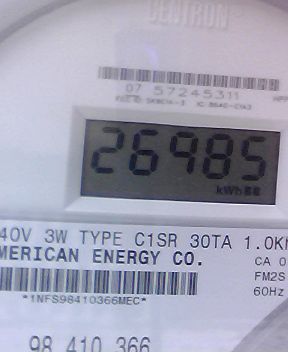 CENTRON
07 57245311
26985
kWh
40V 3W TYPE C1SR 30TA 1.0K
MERICAN ENERGY CO.
CA 0
FM2S
60Hz
*1NFS98410366MEC*
98 410 366